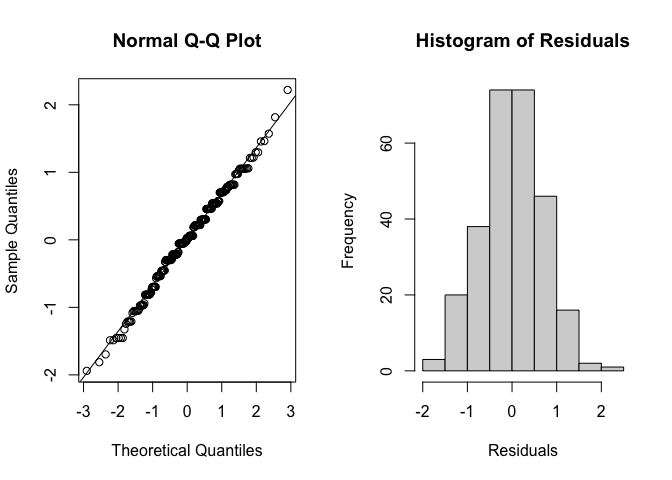 Normal Q-Q Plot
Sample Quantiles
2
1
0
-1
-2
-3 -2 -1 0 1 2 3
Theoretical Quantiles
Histogram of Residuals
Frequency
60
40
20
0
-2 -1 0 1 2
Residuals